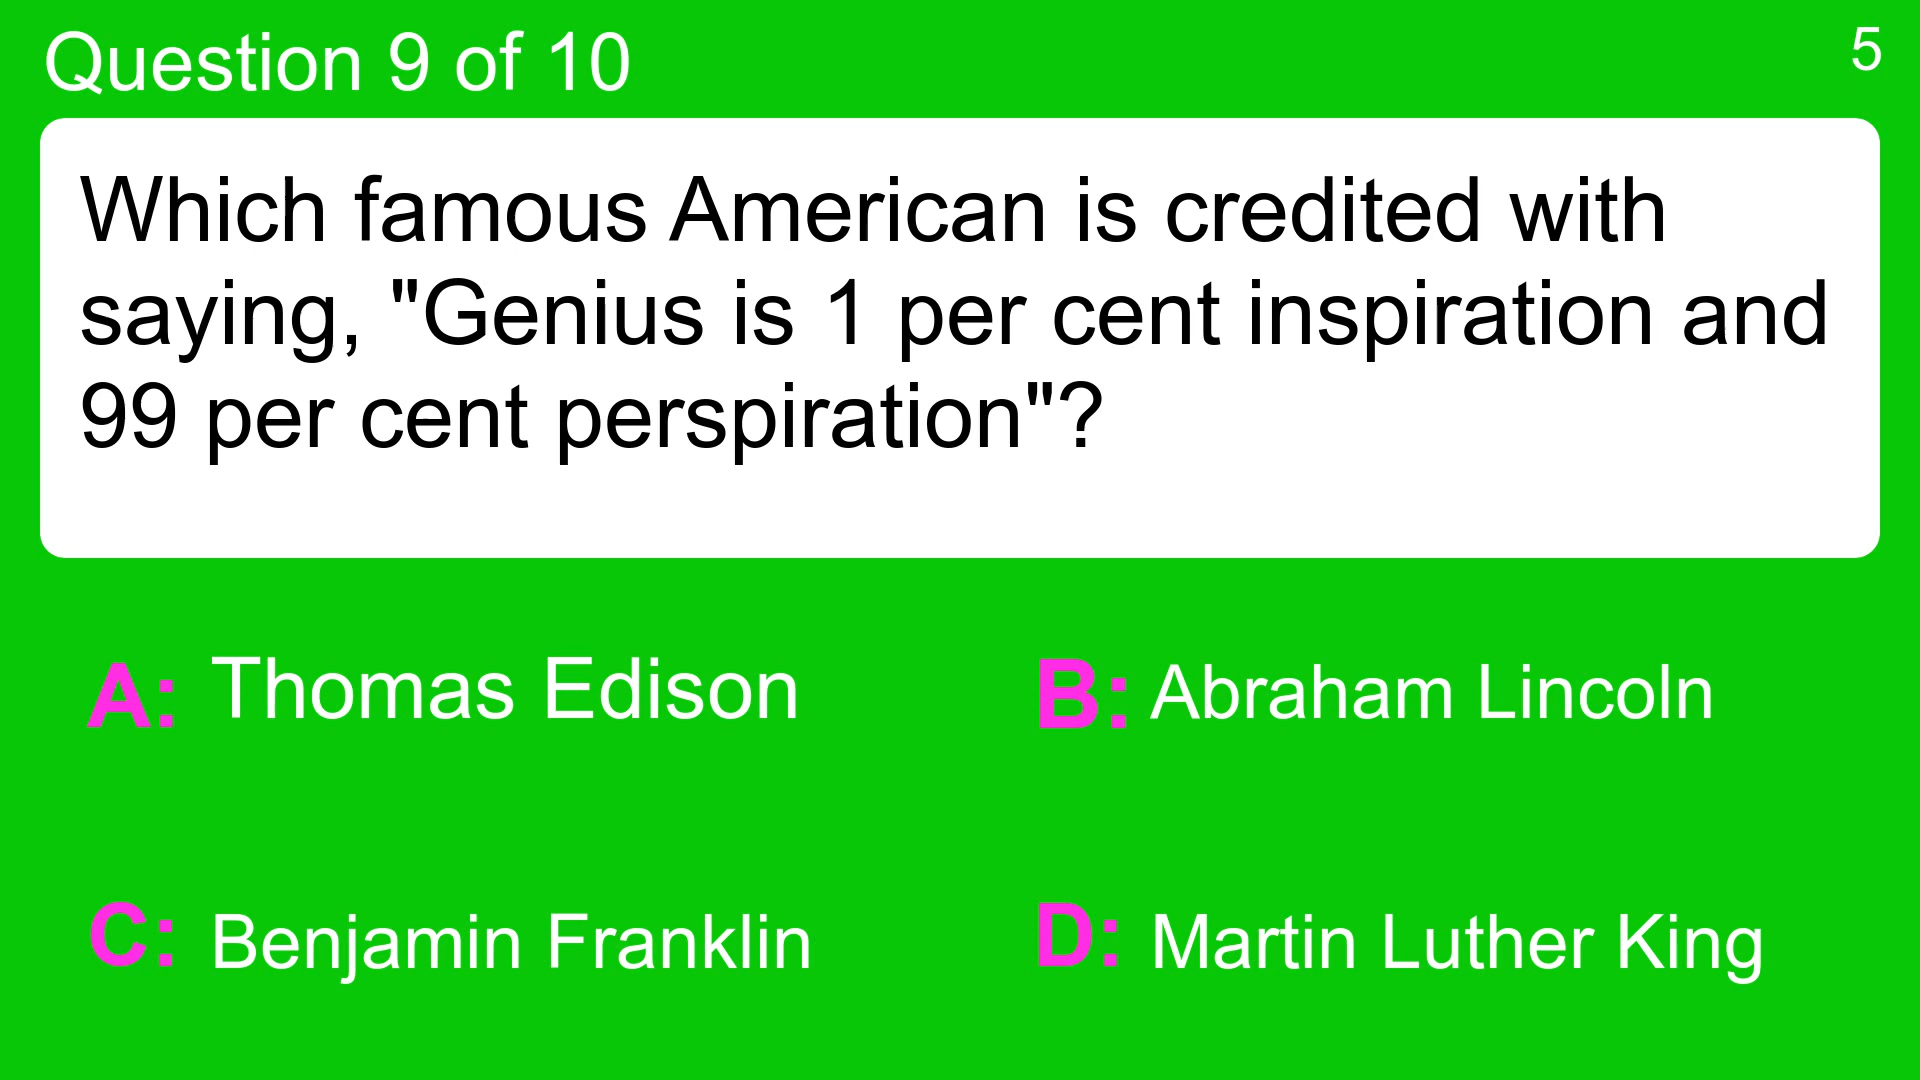 Question 9 of 10
5
Which famous American is credited with
saying, "Genius is 1 per cent inspiration and
99 per cent perspiration"?
A: Thomas Edison
B: Abraham Lincoln
C: Benjamin Franklin
D: Martin Luther King